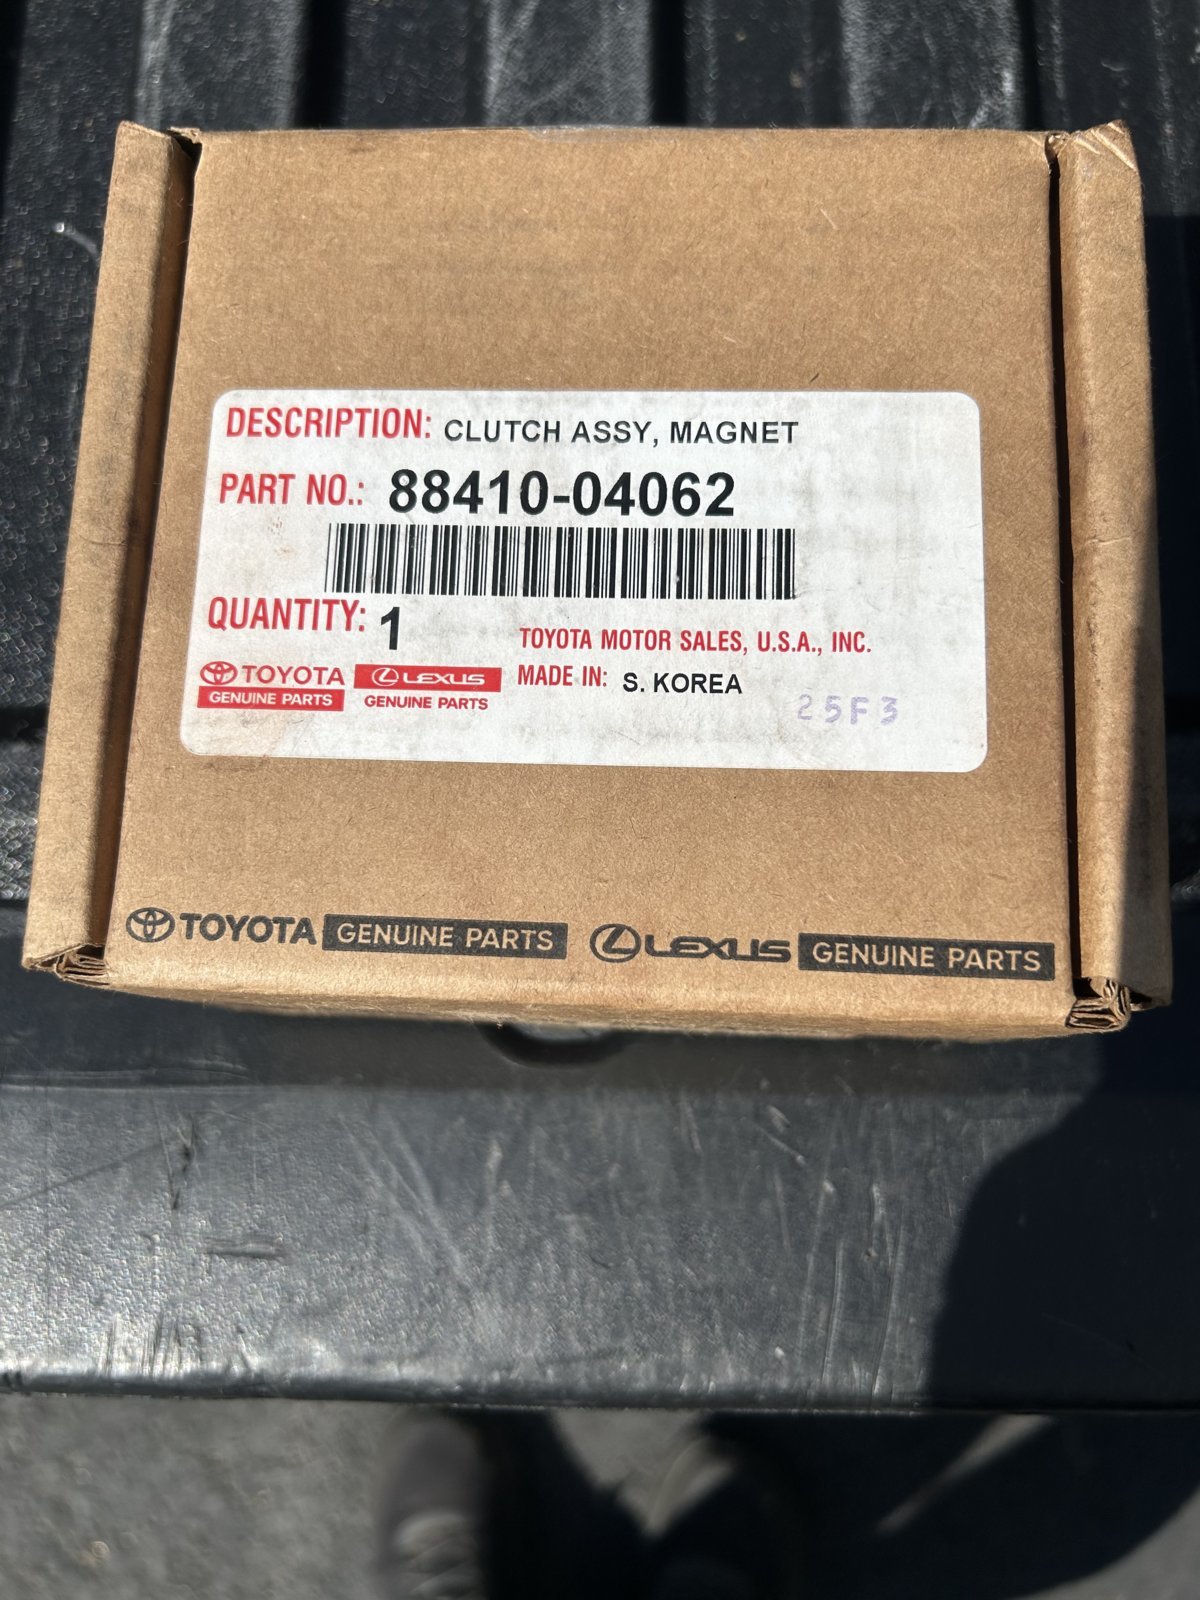 DESCRIPTION: CLUTCH ASSY, MAGNET
PART NO.: 88410-04062
QUANTITY: 1
TOYOTA MOTOR SALES, U.S.A., INC.
TOYOTA LEXUS MADE IN: S. KOREA
GENUINE PARTS GENUINE PARTS
25F3
TOYOTA GENUINE PARTS LEXUS GENUINE PARTS